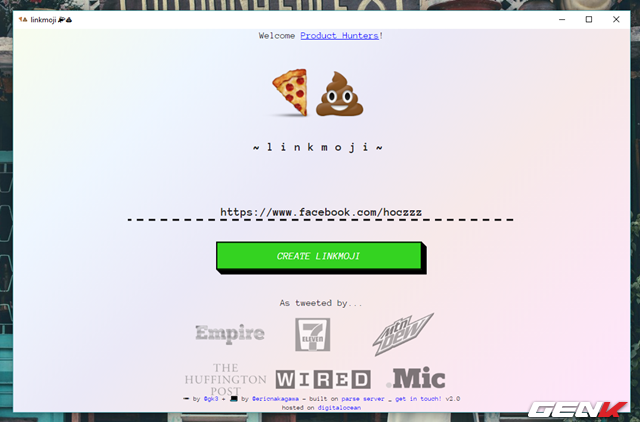 linkmoji
Welcome Product Hunters!
~ l i n k m o j i ~
https://www.facebook.com/hoczzz
CREATE LINKMOJI
As tweeted by...
Empire
7
ELEVEN
Mtn
DEW
THE
HUFFINGTON
POST
WIRED
.Mic
by @gk3 + by @ericnakagawa - built on parse server _ get in touch! v2.0
hosted on digitalocean
GENK